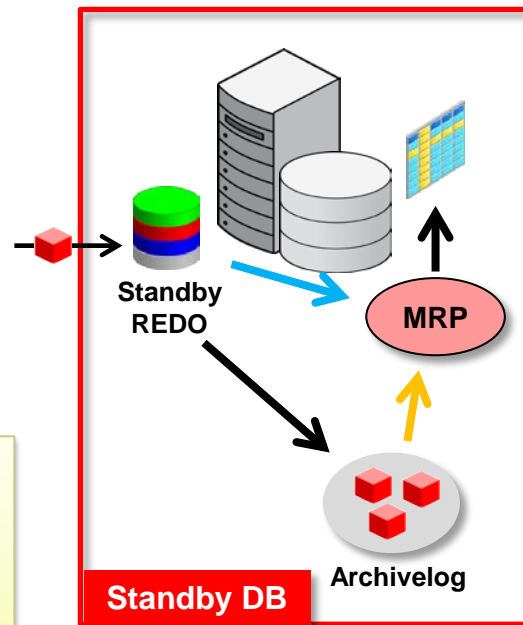 Standby
REDO
MRP
Archivelog
Standby DB